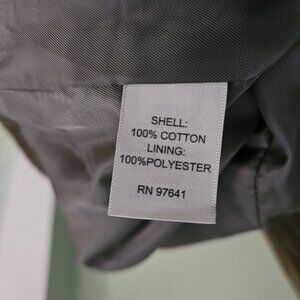 SHELL:
100% COTTON
LINING:
100%POLYESTER
RN 97641